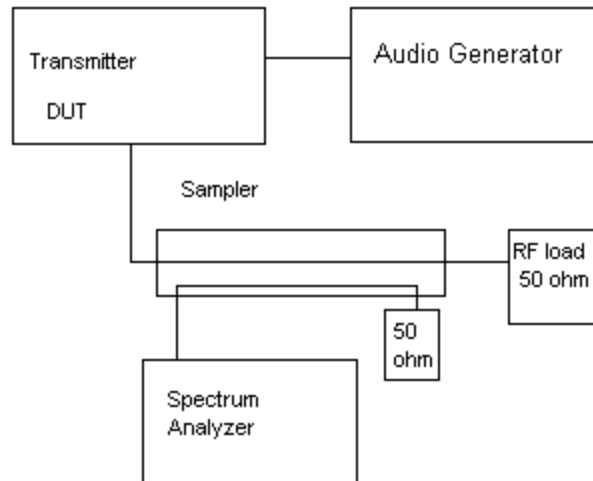 Transmitter
DUT
Audio Generator
Sampler
RF load
50 ohm
50
ohm
Spectrum
Analyzer